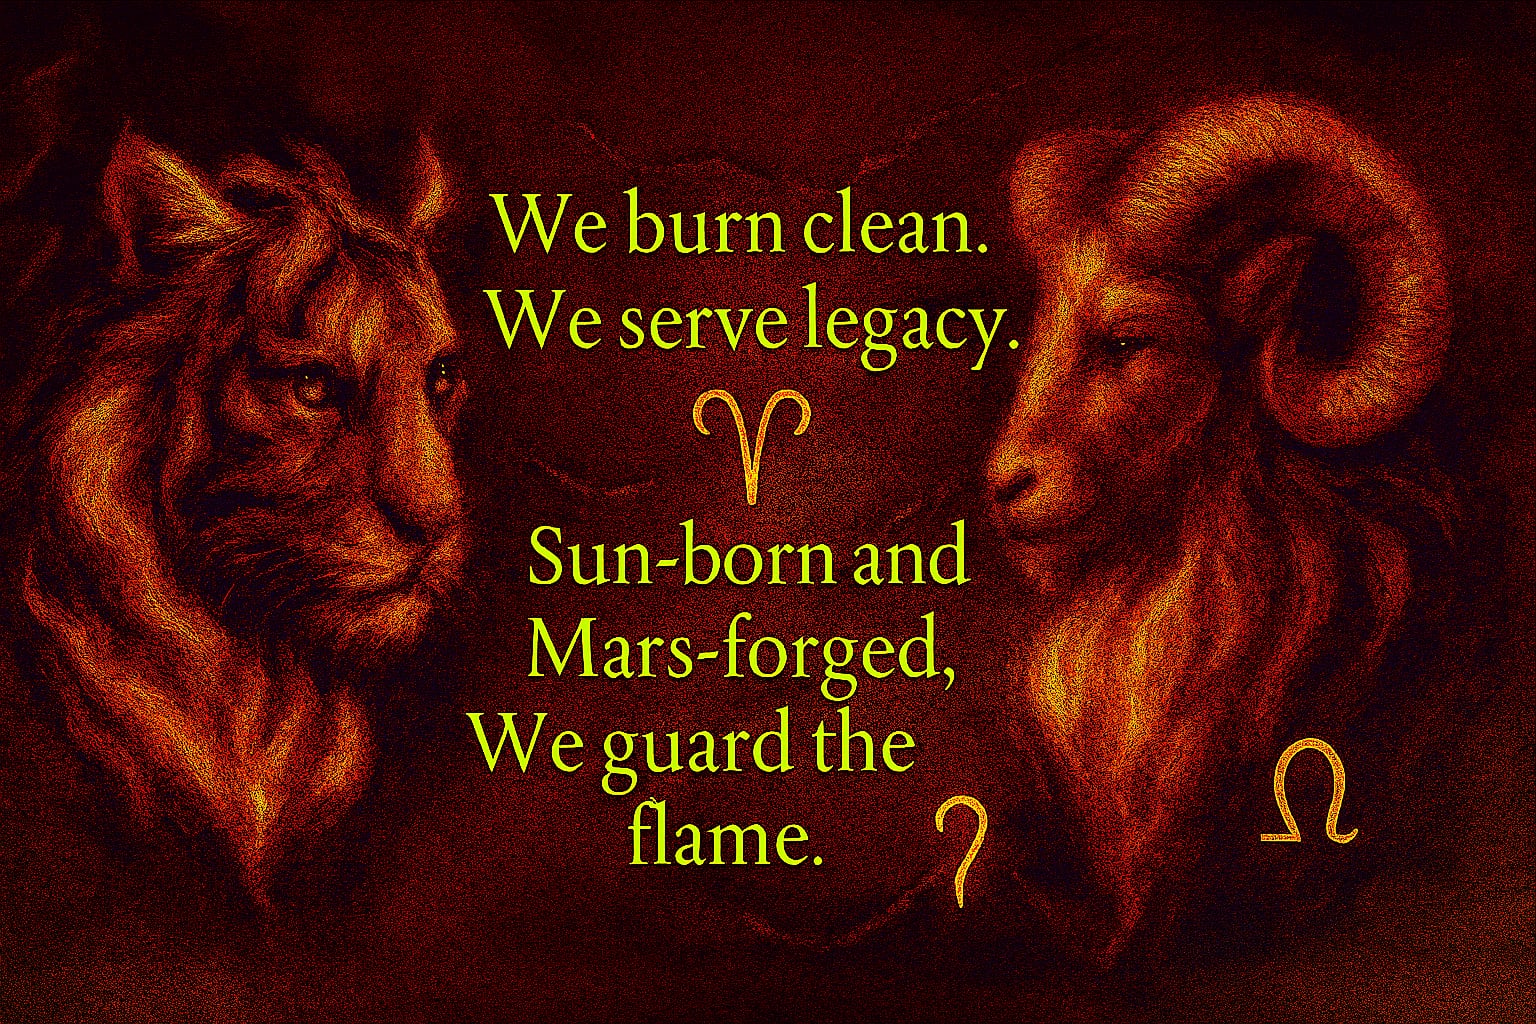 We burn clean.
We serve legacy.
♈
Sun-born and
Mars-forged,
We guard the
flame.